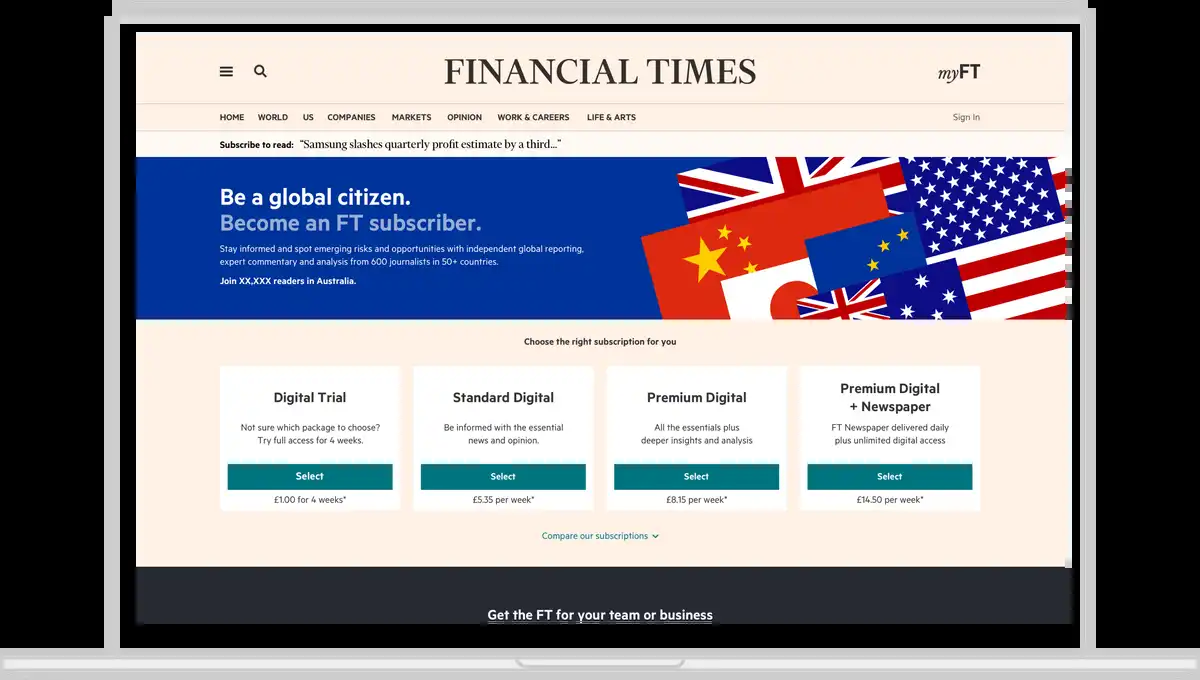 FINANCIAL TIMES
myFT
HOME WORLD US COMPANIES MARKETS OPINION WORK & CAREERS LIFE & ARTS Sign In
Subscribe to read: “Samsung slashes quarterly profit estimate by a third...”
Be a global citizen.
Become an FT subscriber.
Stay informed and spot emerging risks and opportunities with independent global reporting,
expert commentary and analysis from 600 journalists in 50+ countries.
Join XX,XXX readers in Australia.
Choose the right subscription for you
Digital Trial
Not sure which package to choose?
Try full access for 4 weeks.
Select
£1.00 for 4 weeks*
Standard Digital
Be informed with the essential
news and opinion.
Select
£5.35 per week*
Premium Digital
All the essentials plus
deeper insights and analysis
Select
£8.15 per week*
Premium Digital
+ Newspaper
FT Newspaper delivered daily
plus unlimited digital access
Select
£14.50 per week*
Compare our subscriptions
Get the FT for your team or business